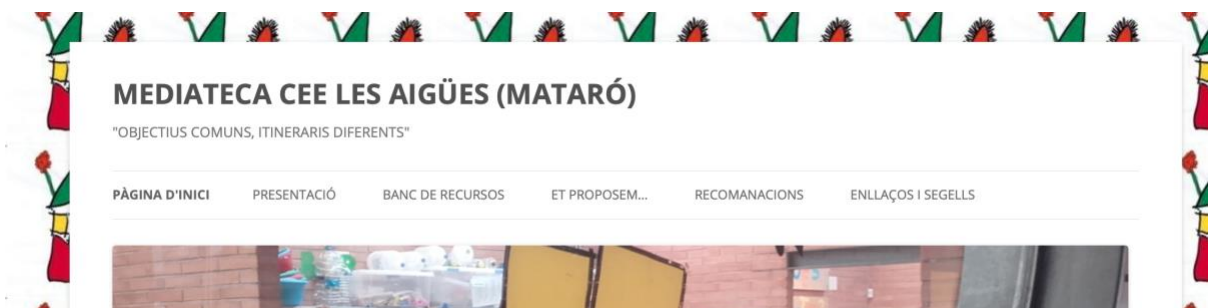 MEDIATECA CEE LES AIGÜES (MATARÓ)
"OBJECTIUS COMUNS, ITINERARIS DIFERENTS"
PÀGINA D'INICI PRESENTACIÓ BANC DE RECURSOS ET PROPOSEM... RECOMANACIONS ENLLAÇOS I SEGELLS